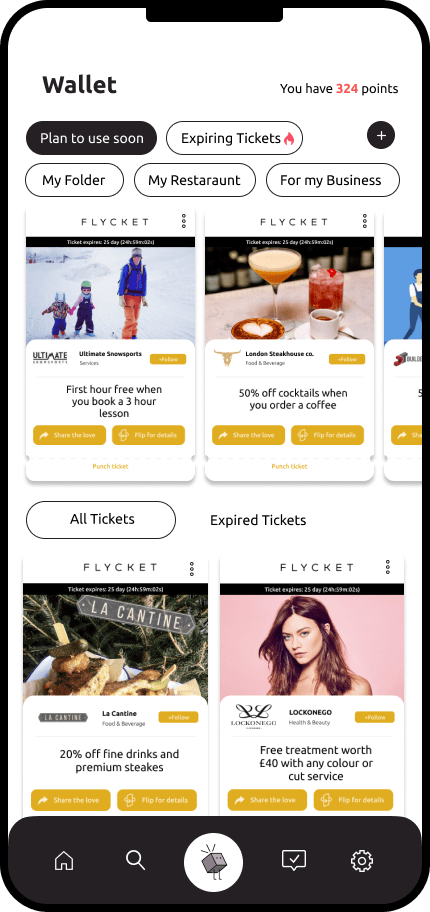 Wallet
You have 324 points
Plan to use soon
Expiring Tickets
+
My Folder
My Restaraunt
For my Business
FLYCKET
FLYCKET
Ticket expires: 25 day (24h:59m:02s)
Ticket expires: 25 day (24h:59m:02s)
ULTIMATE
SNOWSPORTS
Ultimate Snowsports
Services
+Follow
London Steakhouse co.
Food & Beverage
+Follow
BUILDE
First hour free when
you book a 3 hour
lesson
50% off cocktails when
you order a coffee
5
Share the love
Flip for details
Share the love
Flip for details
Sh
Punch ticket
Punch ticket
All Tickets
Expired Tickets
FLYCKET
FLYCKET
Ticket expires: 25 day (24h:59m:02s)
Ticket expires: 25 day (24h:59m:02s)
LA CANTINE
LA CANTINE
La Cantine
Food & Beverage
+Follow
LOCKONEGO
LOCKONEGO
Health & Beauty
+Follow
20% off fine drinks and
premium steakes
Free treatment worth
£40 with any colour or
cut service
Share the love
Flip for details
Share the love
Flip for details